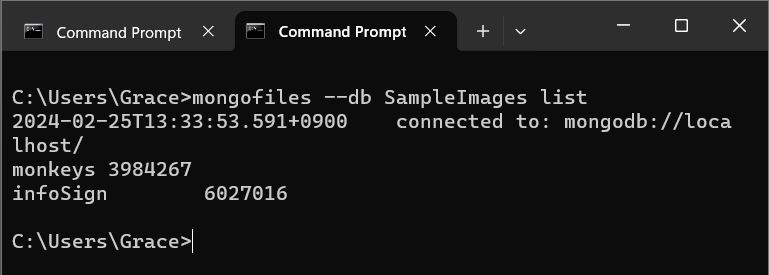 Command Prompt
Command Prompt
C:\Users\Grace>mongofiles --db SampleImages list
2024-02-25T13:33:53.591+0900    connected to: mongodb://loca
lhost/
monkeys 3984267
infoSign        6027016
C:\Users\Grace>